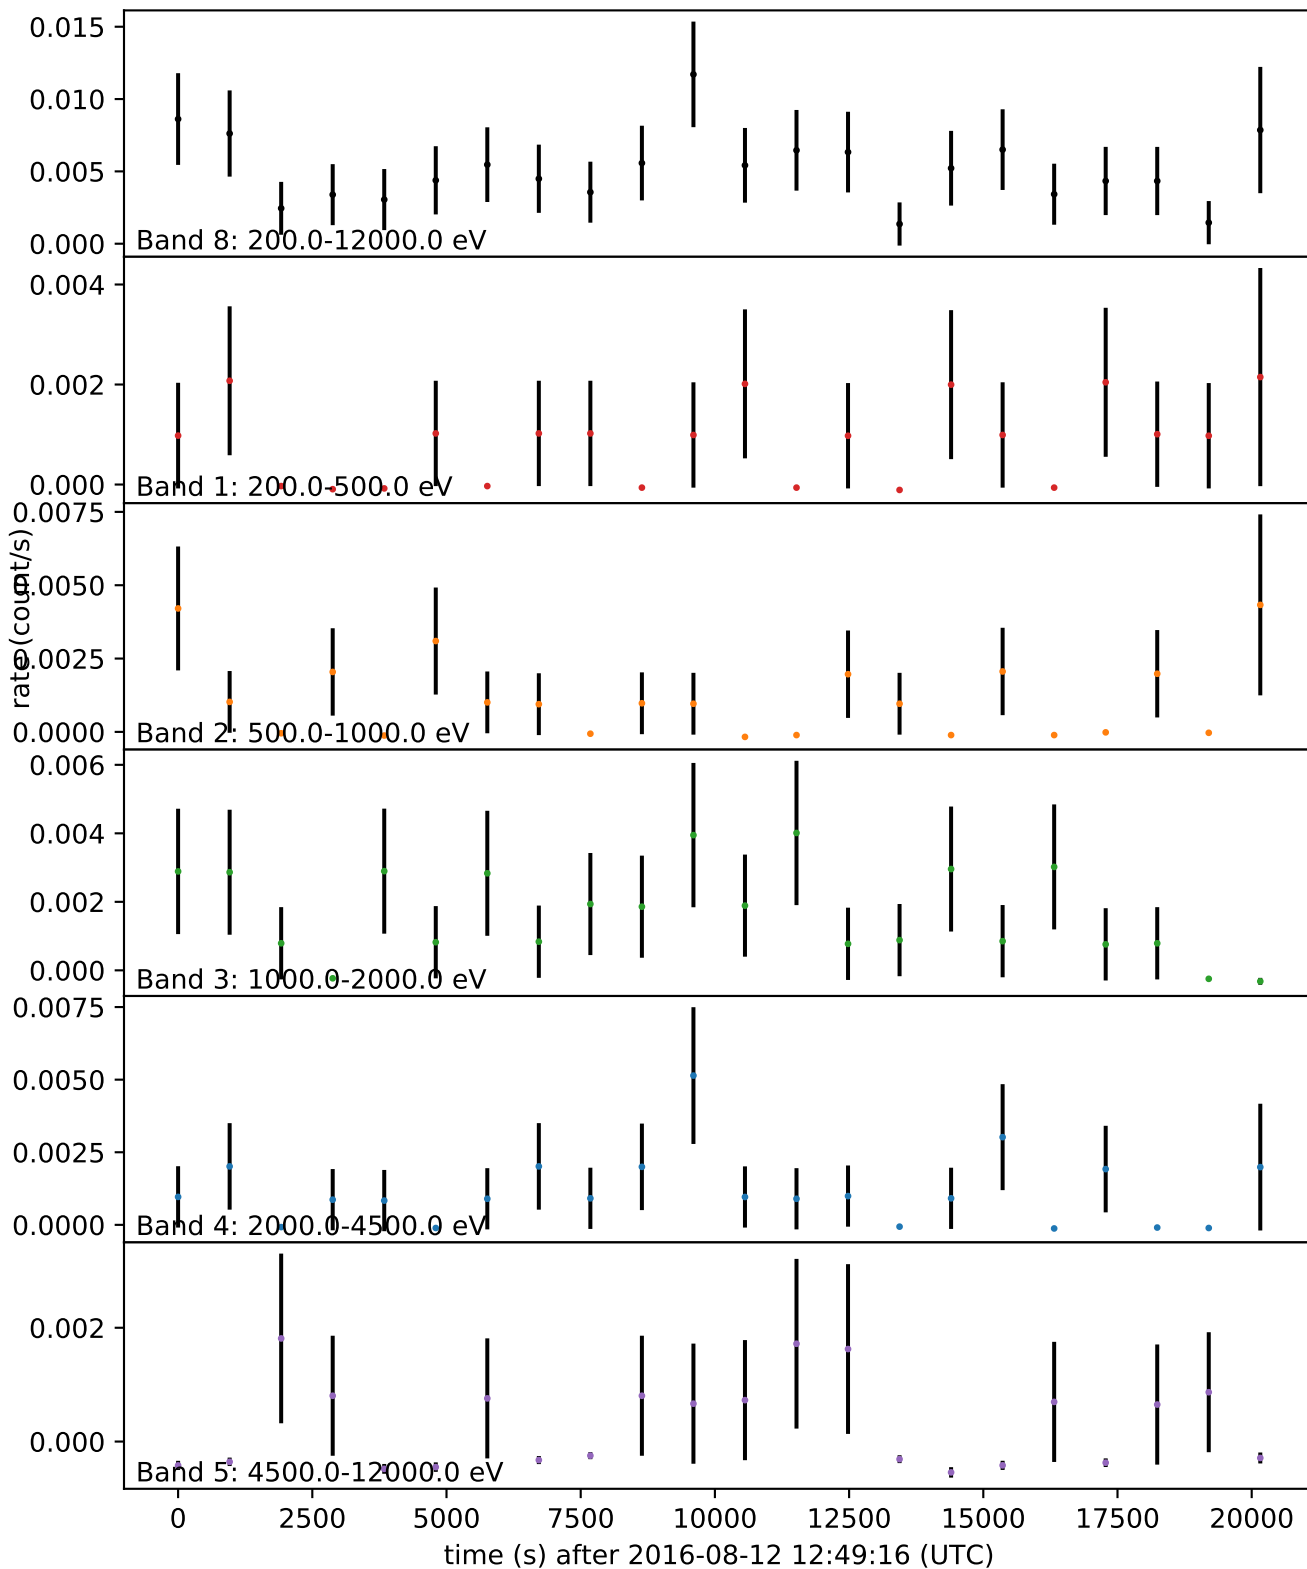 0.015
0.010
0.005
0.000
Band 8: 200.0-12000.0 eV
0.004
0.002
0.000
Band 1: 200.0-500.0 eV
rate (count/s)
0.0075
0.0050
0.0025
0.0000
Band 2: 500.0-1000.0 eV
0.006
0.004
0.002
0.000
Band 3: 1000.0-2000.0 eV
0.0075
0.0050
0.0025
0.0000
Band 4: 2000.0-4500.0 eV
0.002
0.000
Band 5: 4500.0-12000.0 eV
0 2500 5000 7500 10000 12500 15000 17500 20000
time (s) after 2016-08-12 12:49:16 (UTC)